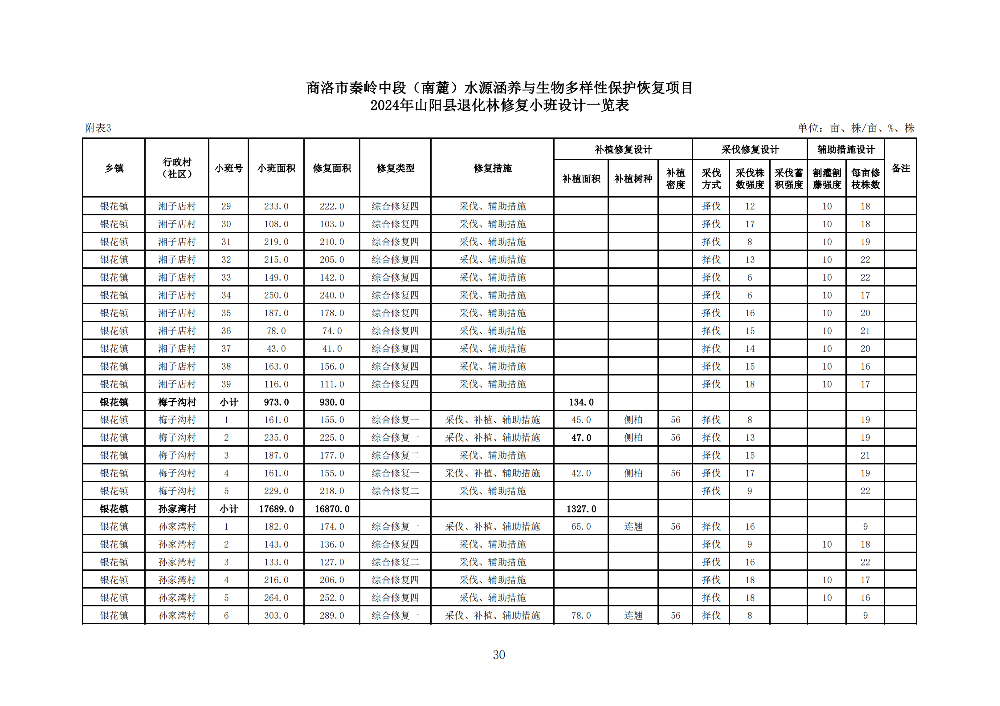 商洛市秦岭中段（南麓）水源涵养与生物多样性保护恢复项目
2024年山阳县退化林修复小班设计一览表
附表3 单位：亩、株/亩、%、株
乡镇 行政村（社区） 小班号 小班面积 修复面积 修复类型 修复措施 补植修复设计 采伐修复设计 辅助措施设计 备注
补植面积 补植树种 补植密度 采伐方式 采伐株数强度 采伐蓄积强度 割灌割藤强度 每亩修枝株数
银花镇 湘子店村 29 233.0 222.0 综合修复四 采伐、辅助措施 择伐 12 10 18
银花镇 湘子店村 30 108.0 103.0 综合修复四 采伐、辅助措施 择伐 17 10 18
银花镇 湘子店村 31 219.0 210.0 综合修复四 采伐、辅助措施 择伐 8 10 19
银花镇 湘子店村 32 215.0 205.0 综合修复四 采伐、辅助措施 择伐 13 10 22
银花镇 湘子店村 33 149.0 142.0 综合修复四 采伐、辅助措施 择伐 6 10 22
银花镇 湘子店村 34 250.0 240.0 综合修复四 采伐、辅助措施 择伐 6 10 17
银花镇 湘子店村 35 187.0 178.0 综合修复四 采伐、辅助措施 择伐 16 10 20
银花镇 湘子店村 36 78.0 74.0 综合修复四 采伐、辅助措施 择伐 15 10 21
银花镇 湘子店村 37 43.0 41.0 综合修复四 采伐、辅助措施 择伐 14 10 20
银花镇 湘子店村 38 163.0 156.0 综合修复四 采伐、辅助措施 择伐 15 10 16
银花镇 湘子店村 39 116.0 111.0 综合修复四 采伐、辅助措施 择伐 18 10 17
银花镇 梅子沟村 小计 973.0 930.0 134.0
银花镇 梅子沟村 1 161.0 155.0 综合修复一 采伐、补植、辅助措施 45.0 侧柏 56 择伐 8 19
银花镇 梅子沟村 2 235.0 225.0 综合修复一 采伐、补植、辅助措施 47.0 侧柏 56 择伐 13 19
银花镇 梅子沟村 3 187.0 177.0 综合修复二 采伐、辅助措施 择伐 15 21
银花镇 梅子沟村 4 161.0 155.0 综合修复一 采伐、补植、辅助措施 42.0 侧柏 56 择伐 17 19
银花镇 梅子沟村 5 229.0 218.0 综合修复二 采伐、辅助措施 择伐 9 22
银花镇 孙家湾村 小计 17689.0 16870.0 1327.0
银花镇 孙家湾村 1 182.0 174.0 综合修复一 采伐、补植、辅助措施 65.0 连翘 56 择伐 16 9
银花镇 孙家湾村 2 143.0 136.0 综合修复四 采伐、辅助措施 择伐 9 10 18
银花镇 孙家湾村 3 133.0 127.0 综合修复二 采伐、辅助措施 择伐 16 22
银花镇 孙家湾村 4 216.0 206.0 综合修复四 采伐、辅助措施 择伐 18 10 17
银花镇 孙家湾村 5 264.0 252.0 综合修复四 采伐、辅助措施 择伐 18 10 16
银花镇 孙家湾村 6 303.0 289.0 综合修复一 采伐、补植、辅助措施 78.0 连翘 56 择伐 8 9
30